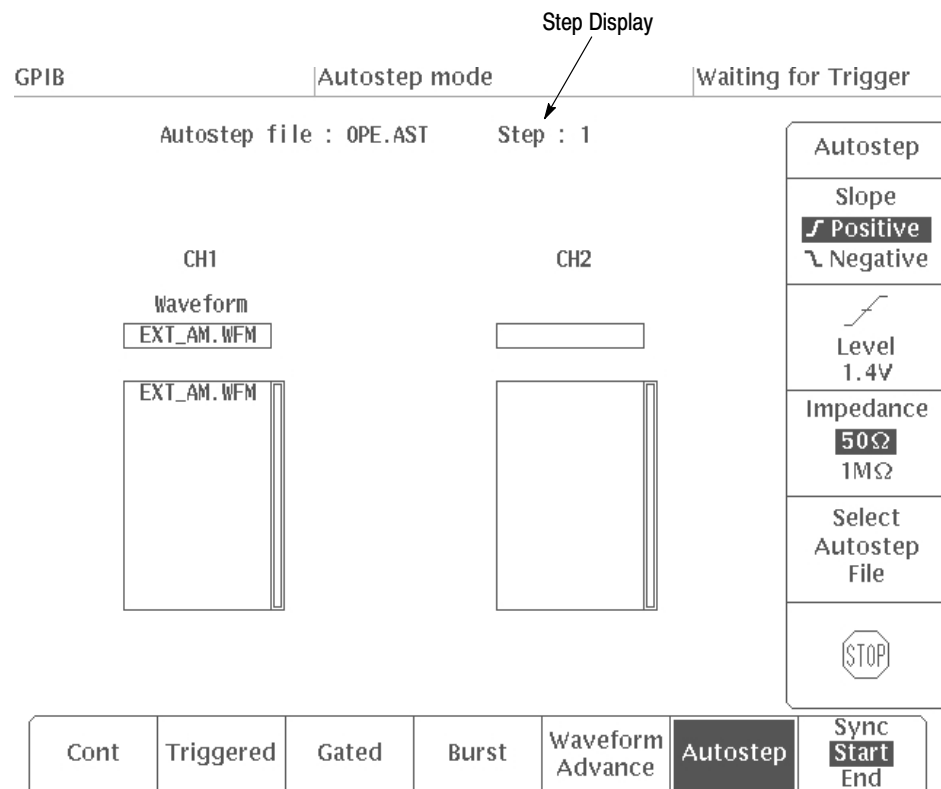 Step Display
GPIB
Autostep mode
Waiting for Trigger
Autostep file : OPE.AST
Step : 1
CH1
Waveform
EXT_AM.WFM
EXT_AM.WFM
CH2
Autostep
Slope
Positive
Negative
Level
1.4V
Impedance
50Ω
1MΩ
Select
Autostep
File
STOP
Cont
Triggered
Gated
Burst
Waveform
Advance
Autostep
Sync
Start
End